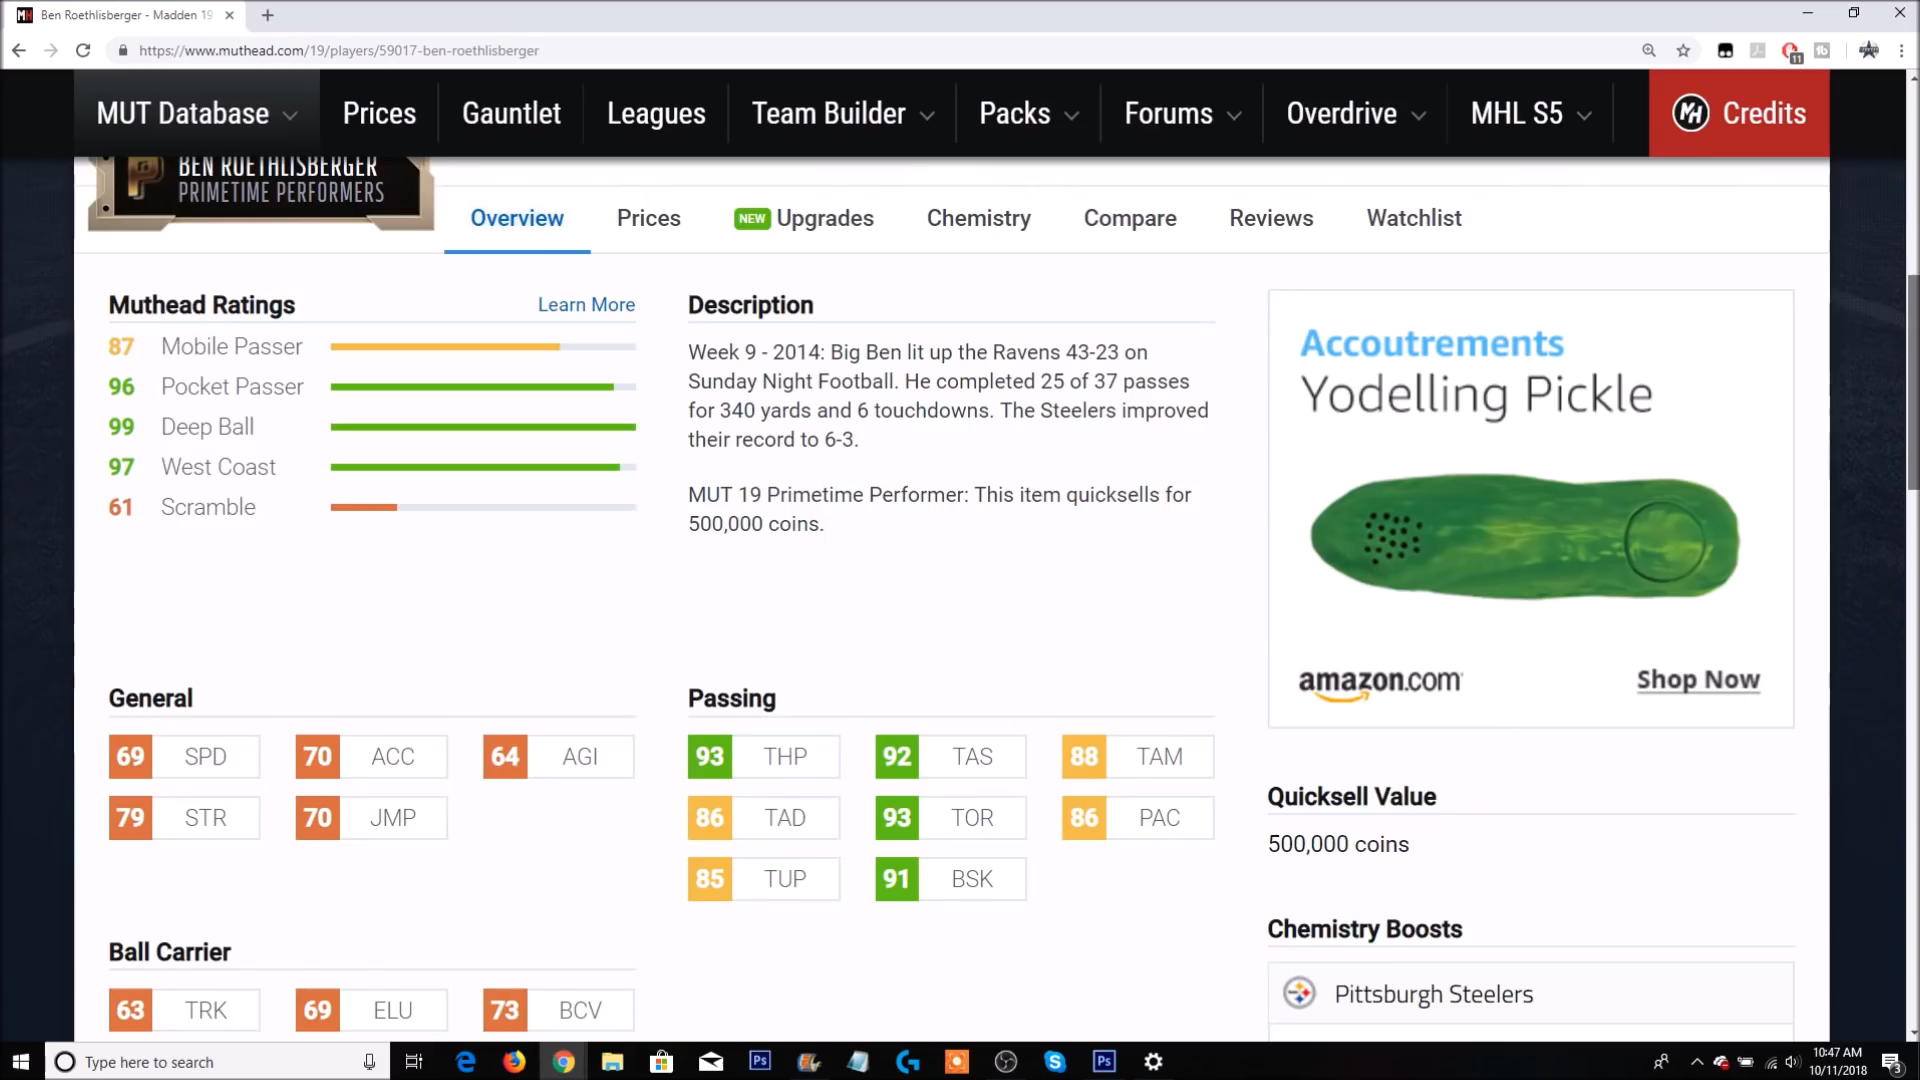 Ben Roethlisberger - Madden 19
https://www.muthead.com/19/players/59017-ben-roethlisberger
11
MUT Database
Prices
Gauntlet
Leagues
Team Builder
Packs
Forums
Overdrive
MHL S5
MH Credits
P
BEN ROETHLISBERGER
PRIMETIME PERFORMERS
Overview
Prices
NEW Upgrades
Chemistry
Compare
Reviews
Watchlist
Muthead Ratings
Learn More
87 Mobile Passer
96 Pocket Passer
99 Deep Ball
97 West Coast
61 Scramble
Description
Week 9 - 2014: Big Ben lit up the Ravens 43-23 on
Sunday Night Football. He completed 25 of 37 passes
for 340 yards and 6 touchdowns. The Steelers improved
their record to 6-3.
MUT 19 Primetime Performer: This item quicksells for
500,000 coins.
Accoutrements
Yodelling Pickle
amazon.com
Shop Now
General
69 SPD 70 ACC 64 AGI
79 STR 70 JMP
Passing
93 THP 92 TAS 88 TAM
86 TAD 93 TOR 86 PAC
85 TUP 91 BSK
Quicksell Value
500,000 coins
Chemistry Boosts
Pittsburgh Steelers
Ball Carrier
63 TRK 69 ELU 73 BCV
Type here to search
Ps
Ps
10:47 AM
10/11/2018
3